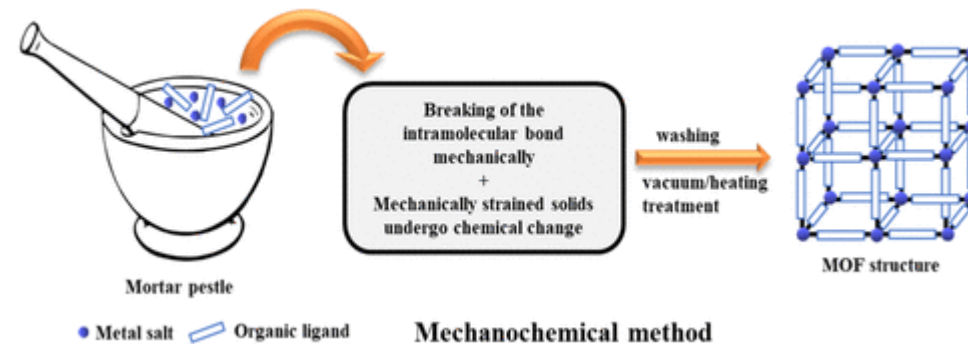 Breaking of the
intramolecular bond
mechanically
+
Mechanically strained solids
undergo chemical change
washing
vacuum/heating
treatment
MOF structure
Mortar pestle
Metal salt
Organic ligand
Mechanochemical method